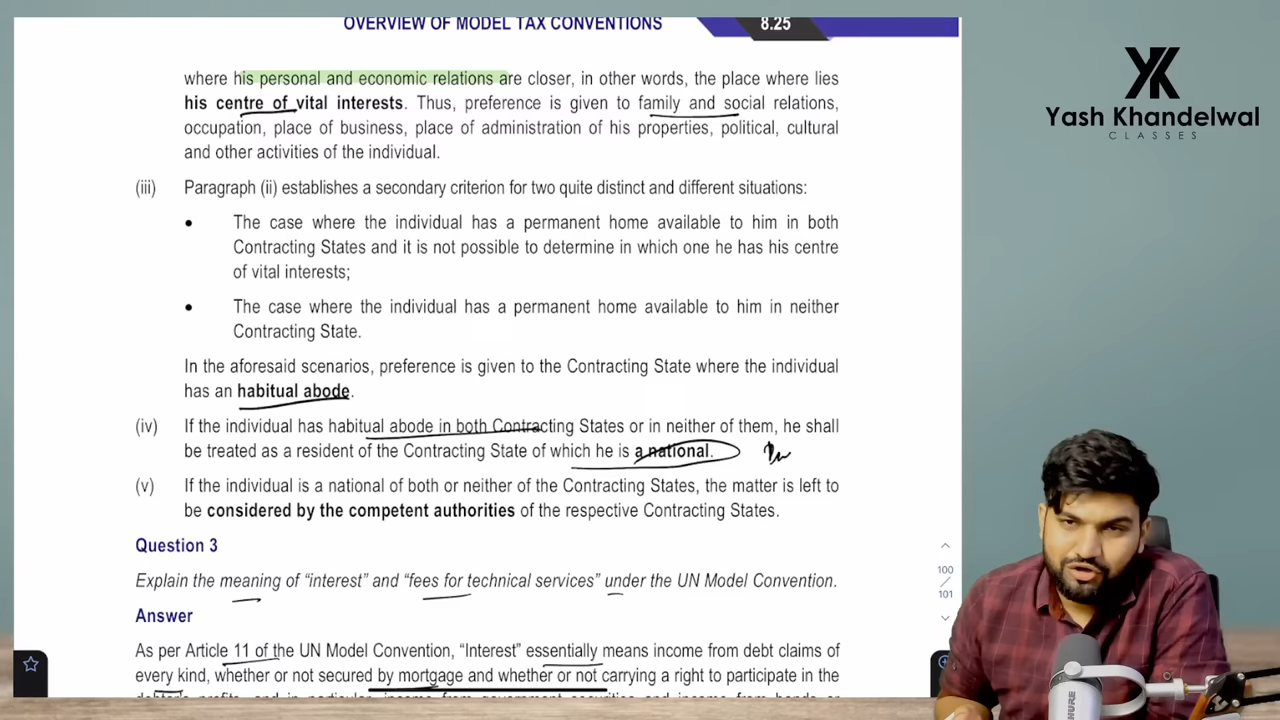 OVERVIEW OF MODEL TAX CONVENTIONS 8.25
where his personal and economic relations are closer, in other words, the place where lies
his centre of vital interests. Thus, preference is given to family and social relations,
occupation, place of business, place of administration of his properties, political, cultural
and other activities of the individual.
(iii) Paragraph (ii) establishes a secondary criterion for two quite distinct and different situations:
• The case where the individual has a permanent home available to him in both
Contracting States and it is not possible to determine in which one he has his centre
of vital interests;
• The case where the individual has a permanent home available to him in neither
Contracting State.
In the aforesaid scenarios, preference is given to the Contracting State where the individual
has an habitual abode.
(iv) If the individual has habitual abode in both Contracting States or in neither of them, he shall
be treated as a resident of the Contracting State of which he is a national.
(v) If the individual is a national of both or neither of the Contracting States, the matter is left to
be considered by the competent authorities of the respective Contracting States.
Question 3
Explain the meaning of “interest” and “fees for technical services” under the UN Model Convention.
Answer
As per Article 11 of the UN Model Convention, “Interest” essentially means income from debt claims of
every kind, whether or not secured by mortgage and whether or not carrying a right to participate in the
100
/
101
Yash Khandelwal
CLASSES